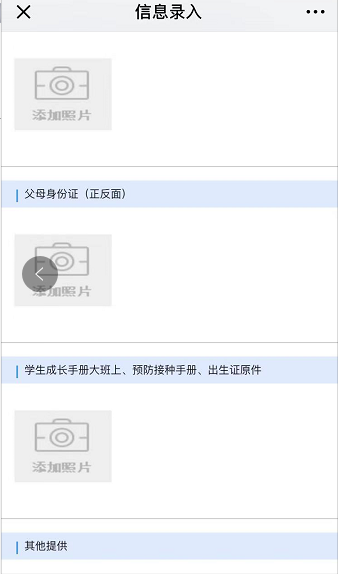 信息录入
添加照片
父母身份证（正反面）
添加照片
学生成长手册大班上、预防接种手册、出生证原件
添加照片
其他提供